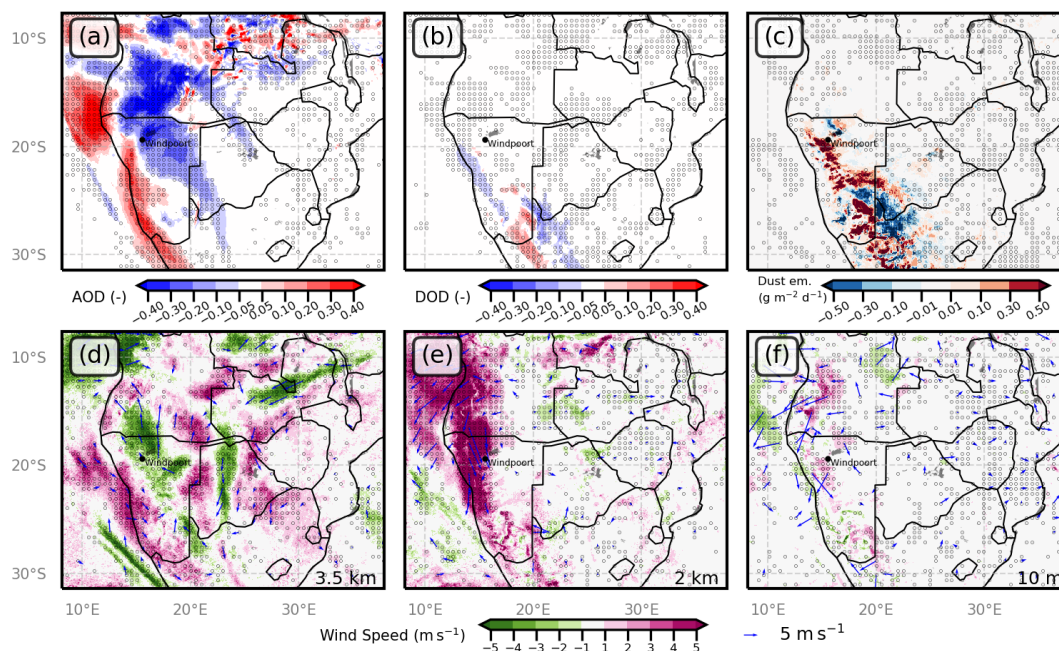 (a) (b) (c)
10°S
20°S
30°S
Windpoort Windpoort Windpoort
AOD (-) −0.40 −0.30 −0.20 −0.10 −0.05 0.05 0.10 0.20 0.30 0.40
DOD (-) −0.40 −0.30 −0.20 −0.10 −0.05 0.05 0.10 0.20 0.30 0.40
Dust em.
(g m⁻² d⁻¹) −0.50 −0.30 −0.10 −0.01 0.01 0.10 0.30 0.50
(d) (e) (f)
10°S
20°S
30°S
Windpoort Windpoort Windpoort
3.5 km 2 km 10 m
5 m s⁻¹
10°E 20°E 30°E 10°E 20°E 30°E 10°E 20°E 30°E
Wind Speed (m s⁻¹) −5 −4 −3 −2 −1 1 2 3 4 5